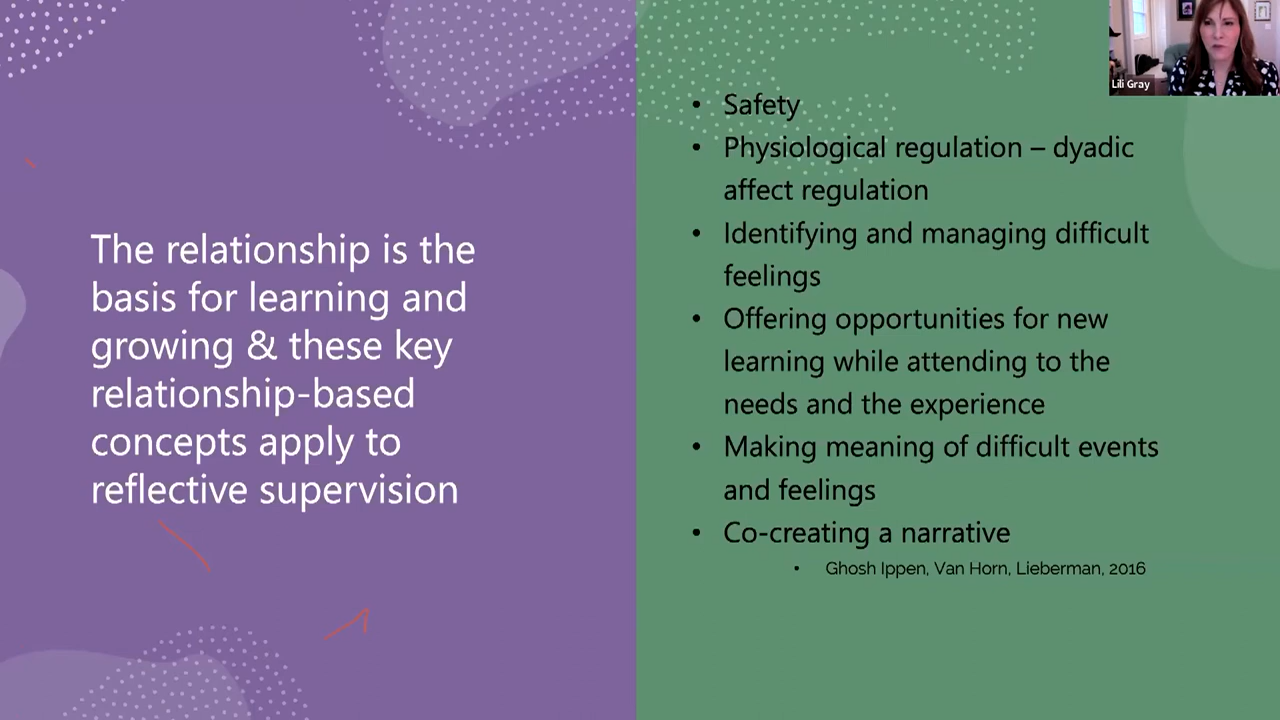 The relationship is the
basis for learning and
growing & these key
relationship-based
concepts apply to
reflective supervision
• Safety
• Physiological regulation – dyadic
affect regulation
• Identifying and managing difficult
feelings
• Offering opportunities for new
learning while attending to the
needs and the experience
• Making meaning of difficult events
and feelings
• Co-creating a narrative
• Ghosh Ippen, Van Horn, Lieberman, 2016
Lili Gray